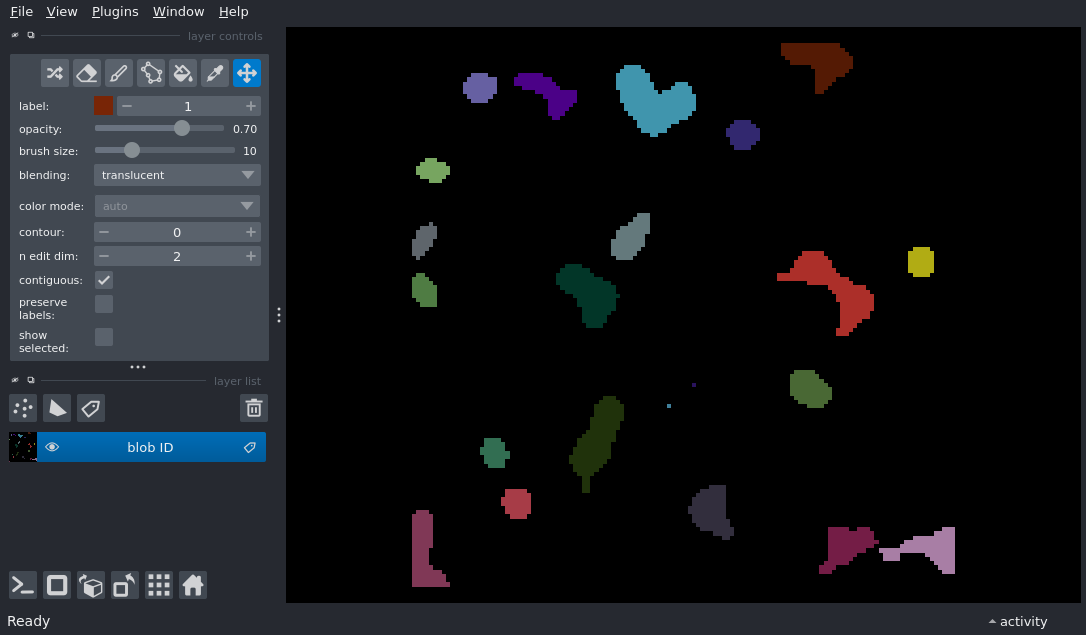 File View Plugins Window Help
layer controls
label: 1
opacity: 0.70
brush size: 10
blending: translucent
color mode: auto
contour: 0
n edit dim: 2
contiguous:
preserve
labels:
show
selected:
layer list
blob ID
Ready
activity